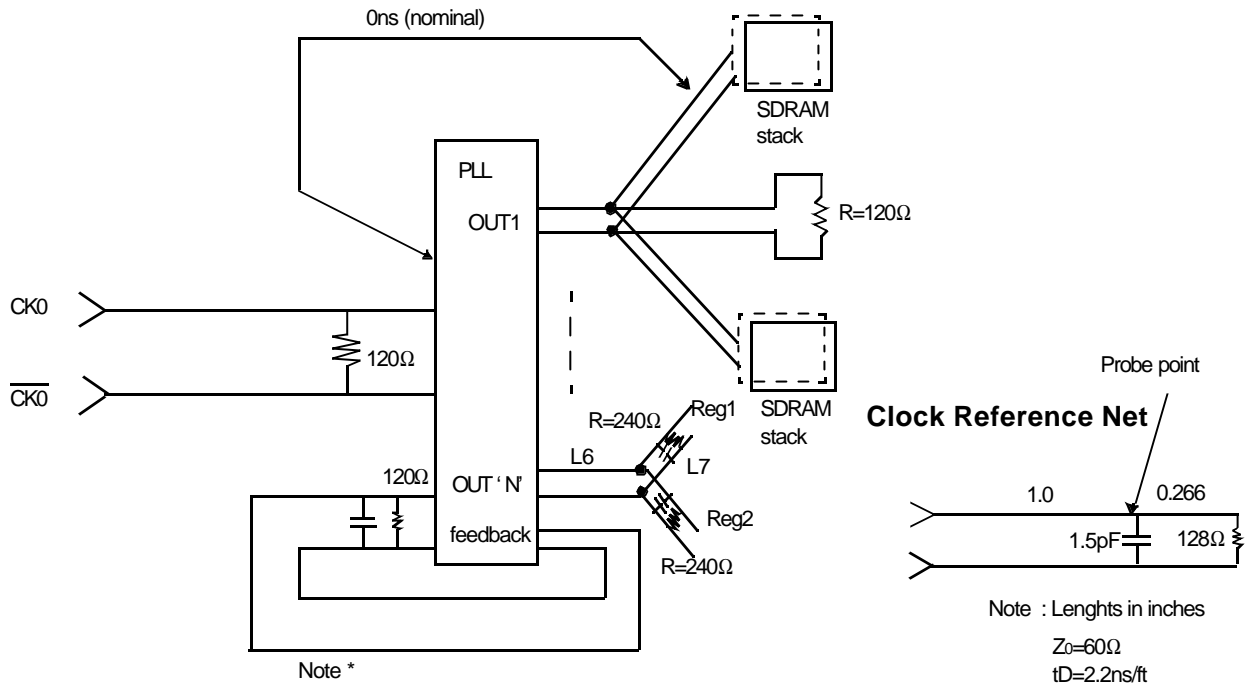 0ns (nominal)
SDRAM
stack
PLL
OUT1
R=120Ω
CK0
120Ω
CK0
Probe point
SDRAM
stack
Clock Reference Net
Reg1
R=240Ω
L6
L7
120Ω
OUT ‘ N’
Reg2
feedback
R=240Ω
1.0
0.266
1.5pF
128Ω
Note : Lenghts in inches
Z0=60Ω
tD=2.2ns/ft
Note *